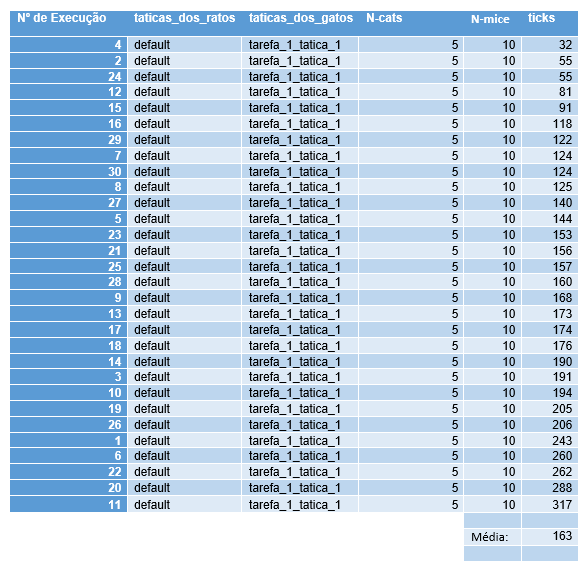 Nº de Execução taticas_dos_ratos taticas_dos_gatos N-cats N-mice ticks
4 default tarefa_1_tatica_1 5 10 32
2 default tarefa_1_tatica_1 5 10 55
24 default tarefa_1_tatica_1 5 10 55
12 default tarefa_1_tatica_1 5 10 81
15 default tarefa_1_tatica_1 5 10 91
16 default tarefa_1_tatica_1 5 10 118
29 default tarefa_1_tatica_1 5 10 122
7 default tarefa_1_tatica_1 5 10 124
30 default tarefa_1_tatica_1 5 10 124
8 default tarefa_1_tatica_1 5 10 125
27 default tarefa_1_tatica_1 5 10 140
5 default tarefa_1_tatica_1 5 10 144
23 default tarefa_1_tatica_1 5 10 153
21 default tarefa_1_tatica_1 5 10 156
25 default tarefa_1_tatica_1 5 10 157
28 default tarefa_1_tatica_1 5 10 160
9 default tarefa_1_tatica_1 5 10 168
13 default tarefa_1_tatica_1 5 10 173
17 default tarefa_1_tatica_1 5 10 174
18 default tarefa_1_tatica_1 5 10 176
14 default tarefa_1_tatica_1 5 10 190
3 default tarefa_1_tatica_1 5 10 191
10 default tarefa_1_tatica_1 5 10 194
19 default tarefa_1_tatica_1 5 10 205
26 default tarefa_1_tatica_1 5 10 206
1 default tarefa_1_tatica_1 5 10 243
6 default tarefa_1_tatica_1 5 10 260
22 default tarefa_1_tatica_1 5 10 262
20 default tarefa_1_tatica_1 5 10 288
11 default tarefa_1_tatica_1 5 10 317
Média: 163